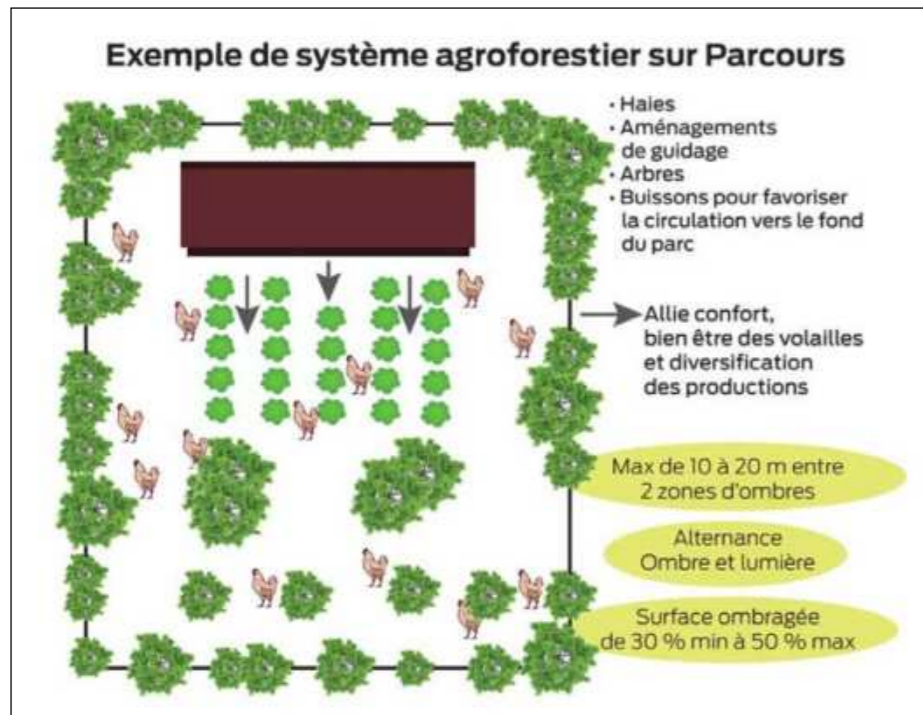 Exemple de système agroforestier sur Parcours
• Haies
• Aménagements
de guidage
• Arbres
• Buissons pour favoriser
la circulation vers le fond
du parc
Allie confort,
bien être des volailles
et diversification
des productions
Max de 10 à 20 m entre
2 zones d'ombres
Alternance
Ombre et lumière
Surface ombragée
de 30 % min à 50 % max